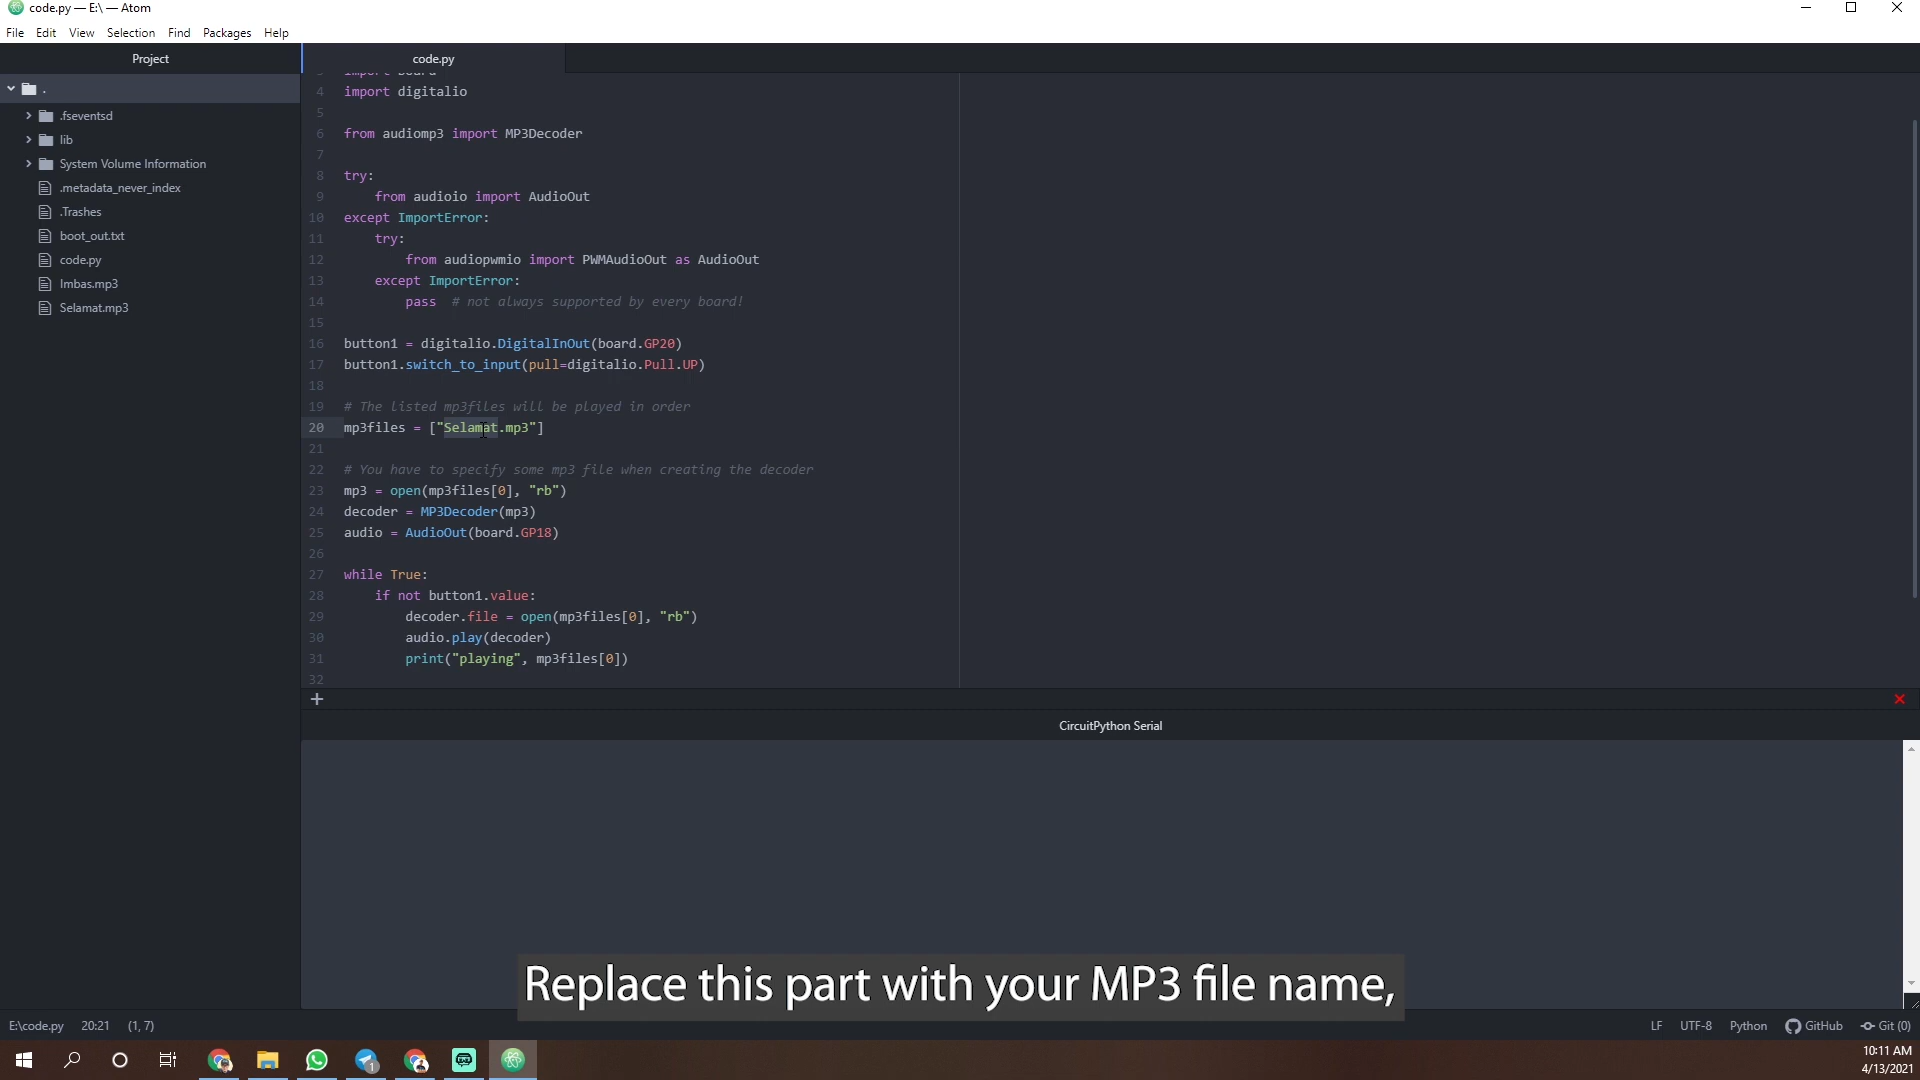 code.py — E:\ — Atom
File Edit View Selection Find Packages Help
Project
code.py
.
.fseventsd
lib
System Volume Information
.metadata_never_index
.Trashes
boot_out.txt
code.py
Imbas.mp3
Selamat.mp3
3 import board
4 import digitalio
5
6 from audiomp3 import MP3Decoder
7
8 try:
9     from audioio import AudioOut
10 except ImportError:
11     try:
12         from audiopwmio import PWMAudioOut as AudioOut
13     except ImportError:
14         pass  # not always supported by every board!
15
16 button1 = digitalio.DigitalInOut(board.GP20)
17 button1.switch_to_input(pull=digitalio.Pull.UP)
18
19 # The listed mp3files will be played in order
20 mp3files = ["Selamat.mp3"]
21
22 # You have to specify some mp3 file when creating the decoder
23 mp3 = open(mp3files[0], "rb")
24 decoder = MP3Decoder(mp3)
25 audio = AudioOut(board.GP18)
26
27 while True:
28     if not button1.value:
29         decoder.file = open(mp3files[0], "rb")
30         audio.play(decoder)
31         print("playing", mp3files[0])
32
CircuitPython Serial
Replace this part with your MP3 file name,
E:\code.py 20:21 (1, 7)
LF UTF-8 Python GitHub Git (0)
1
10:11 AM
4/13/2021